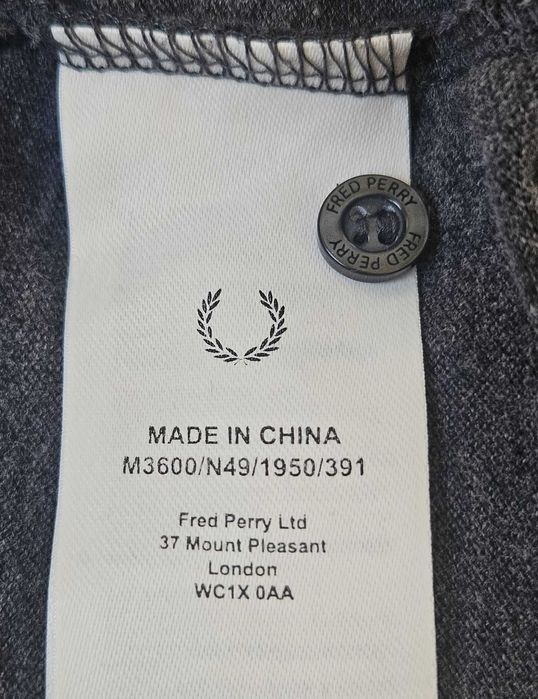 FRED PERRY
FRED PERRY
MADE IN CHINA
M3600/N49/1950/391
Fred Perry Ltd
37 Mount Pleasant
London
WC1X 0AA